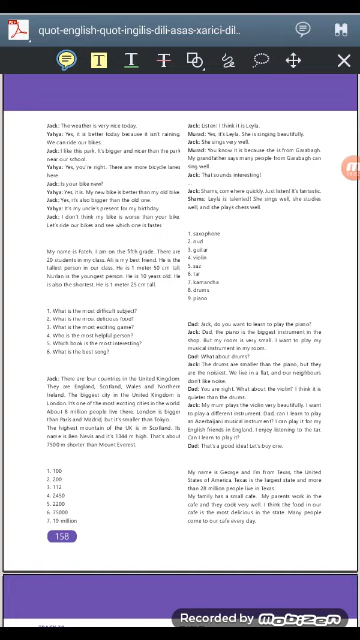 quot-english-quot-ingilis-dili-asas-xarici-dil..
Jack: The weather is very nice today.
Yahya: Yes, it is better today because it isn't raining.
We can ride our bikes.
Jack: I like this park. It's bigger and nicer than the park
near our school.
Yahya: Yes, you're right. There are more bicycle lanes
here.
Jack: Is your bike new?
Yahya: Yes, it is. My new bike is better than my old bike.
Jack: Yes, it's also bigger than the old one.
Yahya: It's my uncle's present for my birthday.
Jack: I don't think my bike is worse than your bike.
Let's ride our bikes and see which one is faster.
My name is Fateh. I am on the fifth grade. There are
20 students in my class. Ali is my best friend. He is the
tallest person in our class. He is 1 meter 50 cm tall.
Nurlan is the youngest person. He is 10 years old. He
is also the shortest. He is 1 meter 25 cm tall.
1. What is the most difficult subject?
2. What is the most delicious food?
3. What is the most exciting game?
4. Who is the most helpful person?
5. Which book is the most interesting?
6. What is the best song?
Jack: There are four countries in the United Kingdom.
They are England, Scotland, Wales and Northern
Ireland. The biggest city in the United Kingdom is
London. It's one of the most exciting cities in the world.
About 8 million people live there. London is bigger
than Paris and Madrid, but it's smaller than Tokyo.
The highest mountain of the UK is in Scotland. Its
name is Ben Nevis and it's 1344 m high. That's about
7500 m shorter than Mount Everest.
1. 100
2. 200
3. 112
4. 2450
5. 2200
6. 75000
7. 19 million
158
Jack: Listen! I think it is Leyla.
Murad: Yes, it's Leyla. She is singing beautifully.
Jack: She sings very well.
Murad: You know it is because she is from Garabagh.
My grandfather says many people from Garabagh can
sing well.
Jack: That sounds interesting!
Jack: Shams, come here quickly. Just listen! It's fantastic.
Shams: Leyla is talented! She sings well, she studies
well, and she plays chess well.
1. saxophone
2. oud
3. guitar
4. violin
5. saz
6. tar
7. kamancha
8. drums
9. piano
Dad: Jack, do you want to learn to play the piano?
Jack: Dad, the piano is the biggest instrument in the
shop. But my room is very small. I want to play my
musical instrument in my room.
Dad: What about drums?
Jack: The drums are smaller than the piano, but they
are the noisiest. We live in a flat, and our neighbours
don't like noise.
Dad: You are right. What about the violin? I think it is
quieter than the drums.
Jack: My mum plays the violin very beautifully. I want
to play a different instrument. Dad, can I learn to play
an Azerbaijani musical instrument? I can play it for my
English friends in England. I enjoy listening to the tar.
Can I learn to play it?
Dad: That's a good idea! Let's buy one.
My name is George and I'm from Texas, the United
States of America. Texas is the largest state and more
than 28 million people live in Texas.
My family has a small cafe. My parents work in the
cafe and they cook very well. I think the food in our
cafe is the most delicious in the state. Many people
come to our cafe every day.
Recorded by MOBIZEN